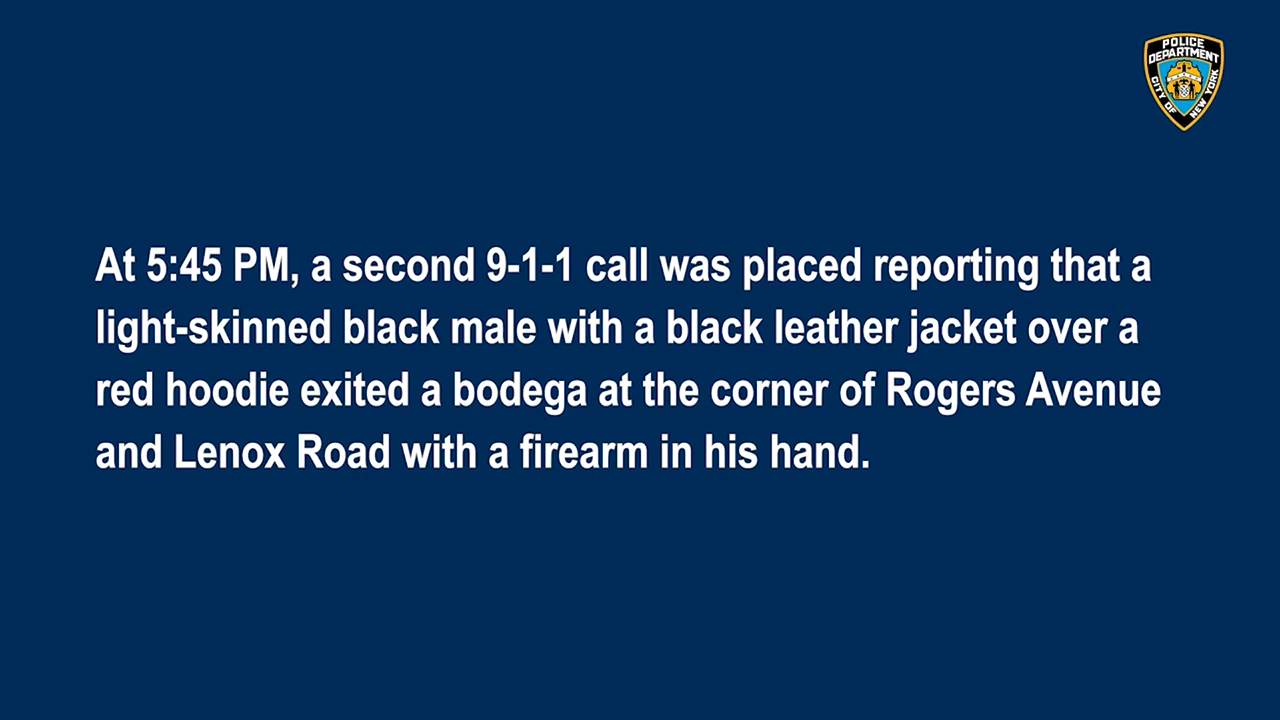 POLICE
DEPARTMENT
CITY OF
NEW YORK
At 5:45 PM, a second 9-1-1 call was placed reporting that a
light-skinned black male with a black leather jacket over a
red hoodie exited a bodega at the corner of Rogers Avenue
and Lenox Road with a firearm in his hand.